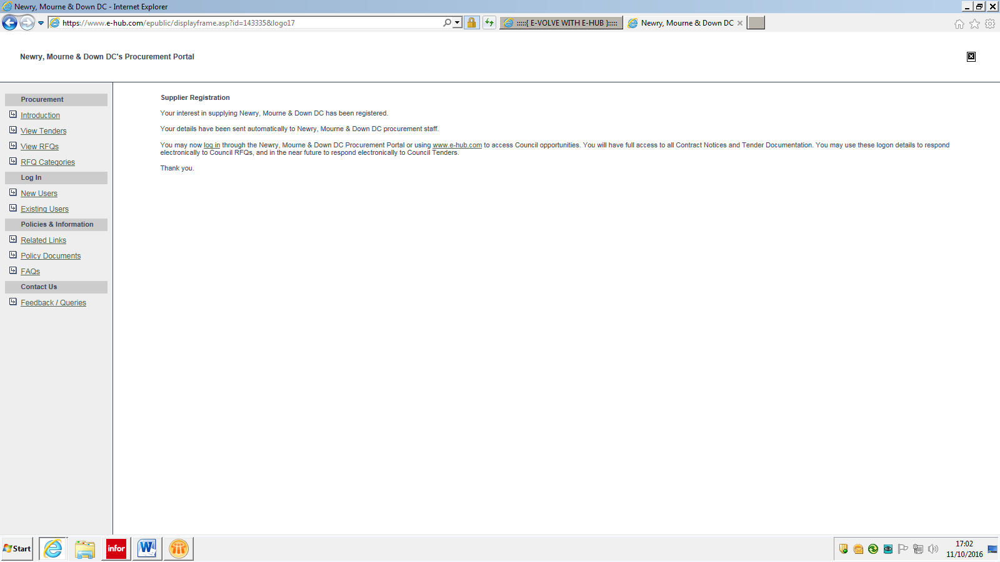 Newry, Mourne & Down DC - Internet Explorer
https://www.e-hub.com/epublic/displayframe.asp?id=143335&logo17
:::::{ E-VOLVE WITH E-HUB }:::::
Newry, Mourne & Down DC
Newry, Mourne & Down DC's Procurement Portal
Procurement
Introduction
View Tenders
View RFQs
RFQ Categories
Log In
New Users
Existing Users
Policies & Information
Related Links
Policy Documents
FAQs
Contact Us
Feedback / Queries
Supplier Registration
Your interest in supplying Newry, Mourne & Down DC has been registered.
Your details have been sent automatically to Newry, Mourne & Down DC procurement staff.
You may now log in through the Newry, Mourne & Down DC Procurement Portal or using www.e-hub.com to access Council opportunities. You will have full access to all Contract Notices and Tender Documentation. You may use these logon details to respond
electronically to Council RFQs, and in the near future to respond electronically to Council Tenders.
Thank you.
Start
infor
W
17:02
11/10/2016